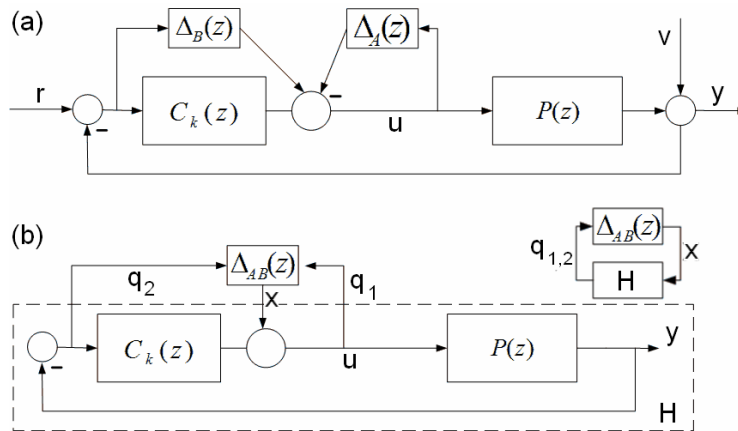 (a)
Δ_B(z)
Δ_A(z)
v
r
−
C_k(z)
−
u
P(z)
y
−
(b)
Δ_AB(z)
q_1,2
x
H
Δ_AB(z)
q_2
x
q_1
−
C_k(z)
u
P(z)
y
H